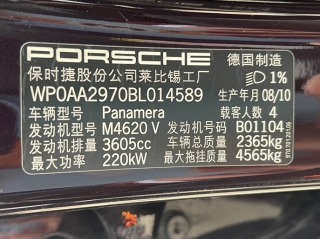 PORSCHE 德国制造
保时捷股份公司莱比锡工厂 1%
WP0AA2970BL014589 生产年月 08/10
车辆型号 Panamera 载客人数 4
发动机型号 M4620 V 发动机号码 B01104
发动机排量 3605cc 车辆总质量 2365kg
发动机功率 220kW 最大拖挂质量 4565kg